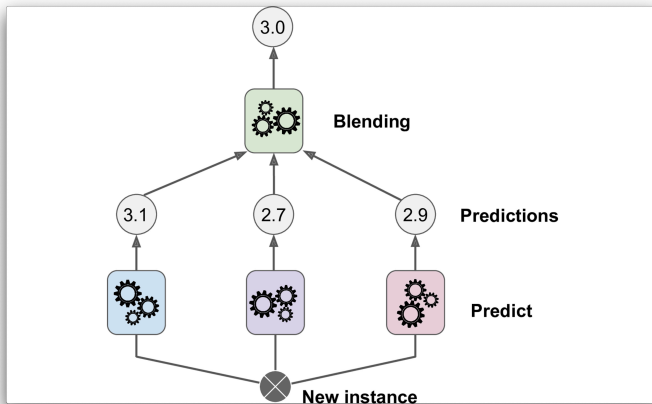 3.0
Blending
3.1
2.7
2.9
Predictions
Predict
New instance